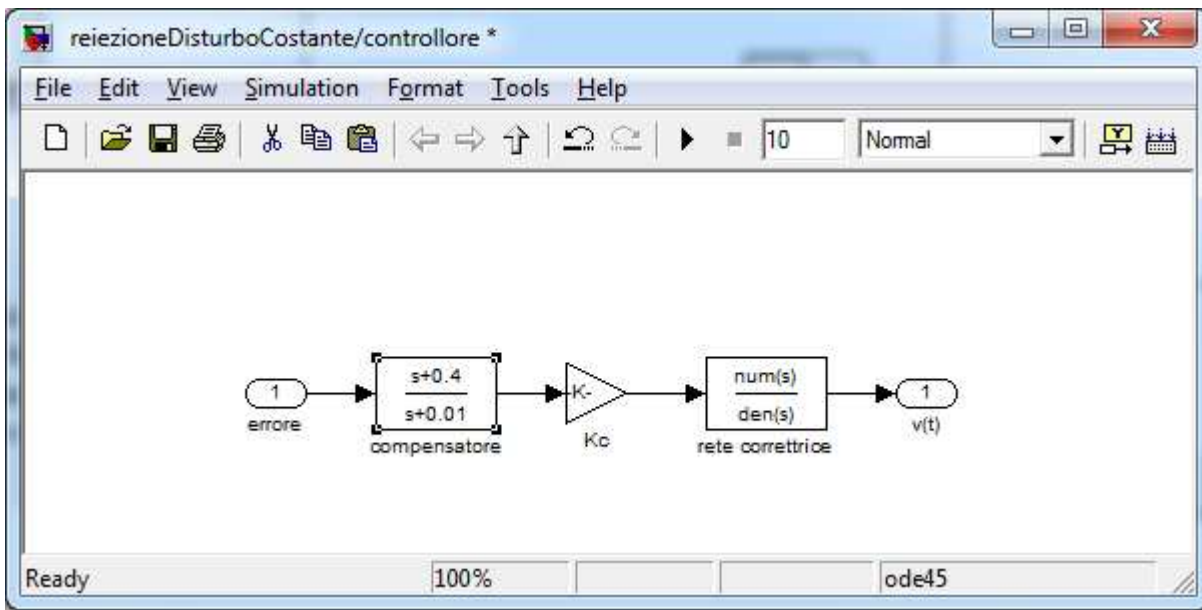 reiezioneDisturboCostante/controllore *
File Edit View Simulation Format Tools Help
10 Normal
1
errore
s+0.4
s+0.01
compensatore
-K-
Kc
num(s)
den(s)
rete correttrice
1
v(t)
Ready 100% ode45